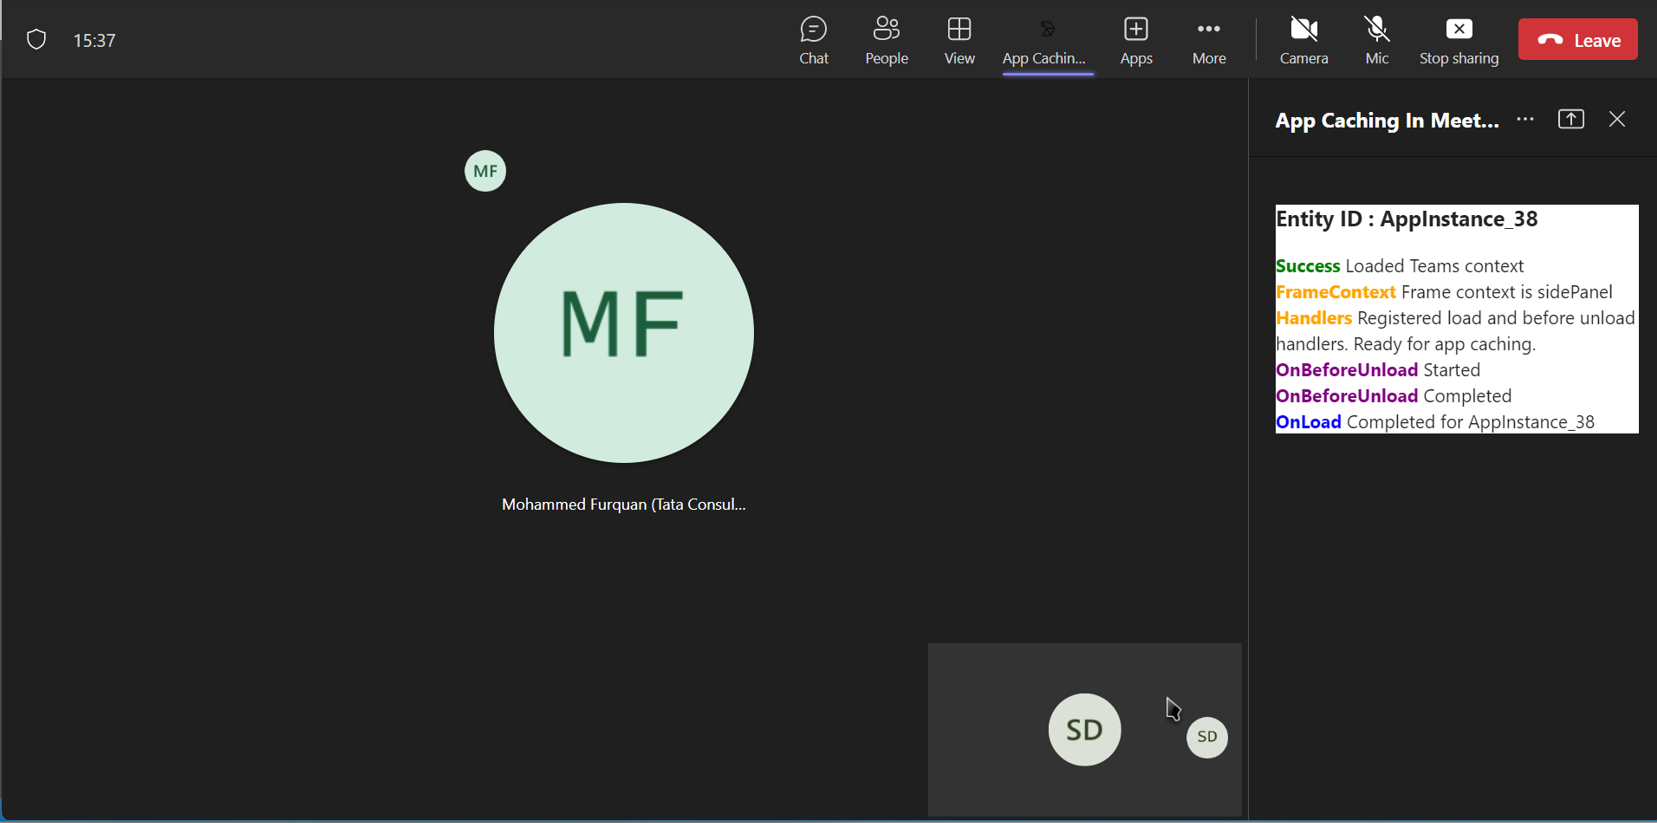 15:37
Chat
People
View
App Cachin...
Apps
More
Camera
Mic
Stop sharing
Leave
App Caching In Meet...
MF
MF
Mohammed Furquan (Tata Consul...
SD
SD
Entity ID : AppInstance_38
Success Loaded Teams context
FrameContext Frame context is sidePanel
Handlers Registered load and before unload
handlers. Ready for app caching.
OnBeforeUnload Started
OnBeforeUnload Completed
OnLoad Completed for AppInstance_38